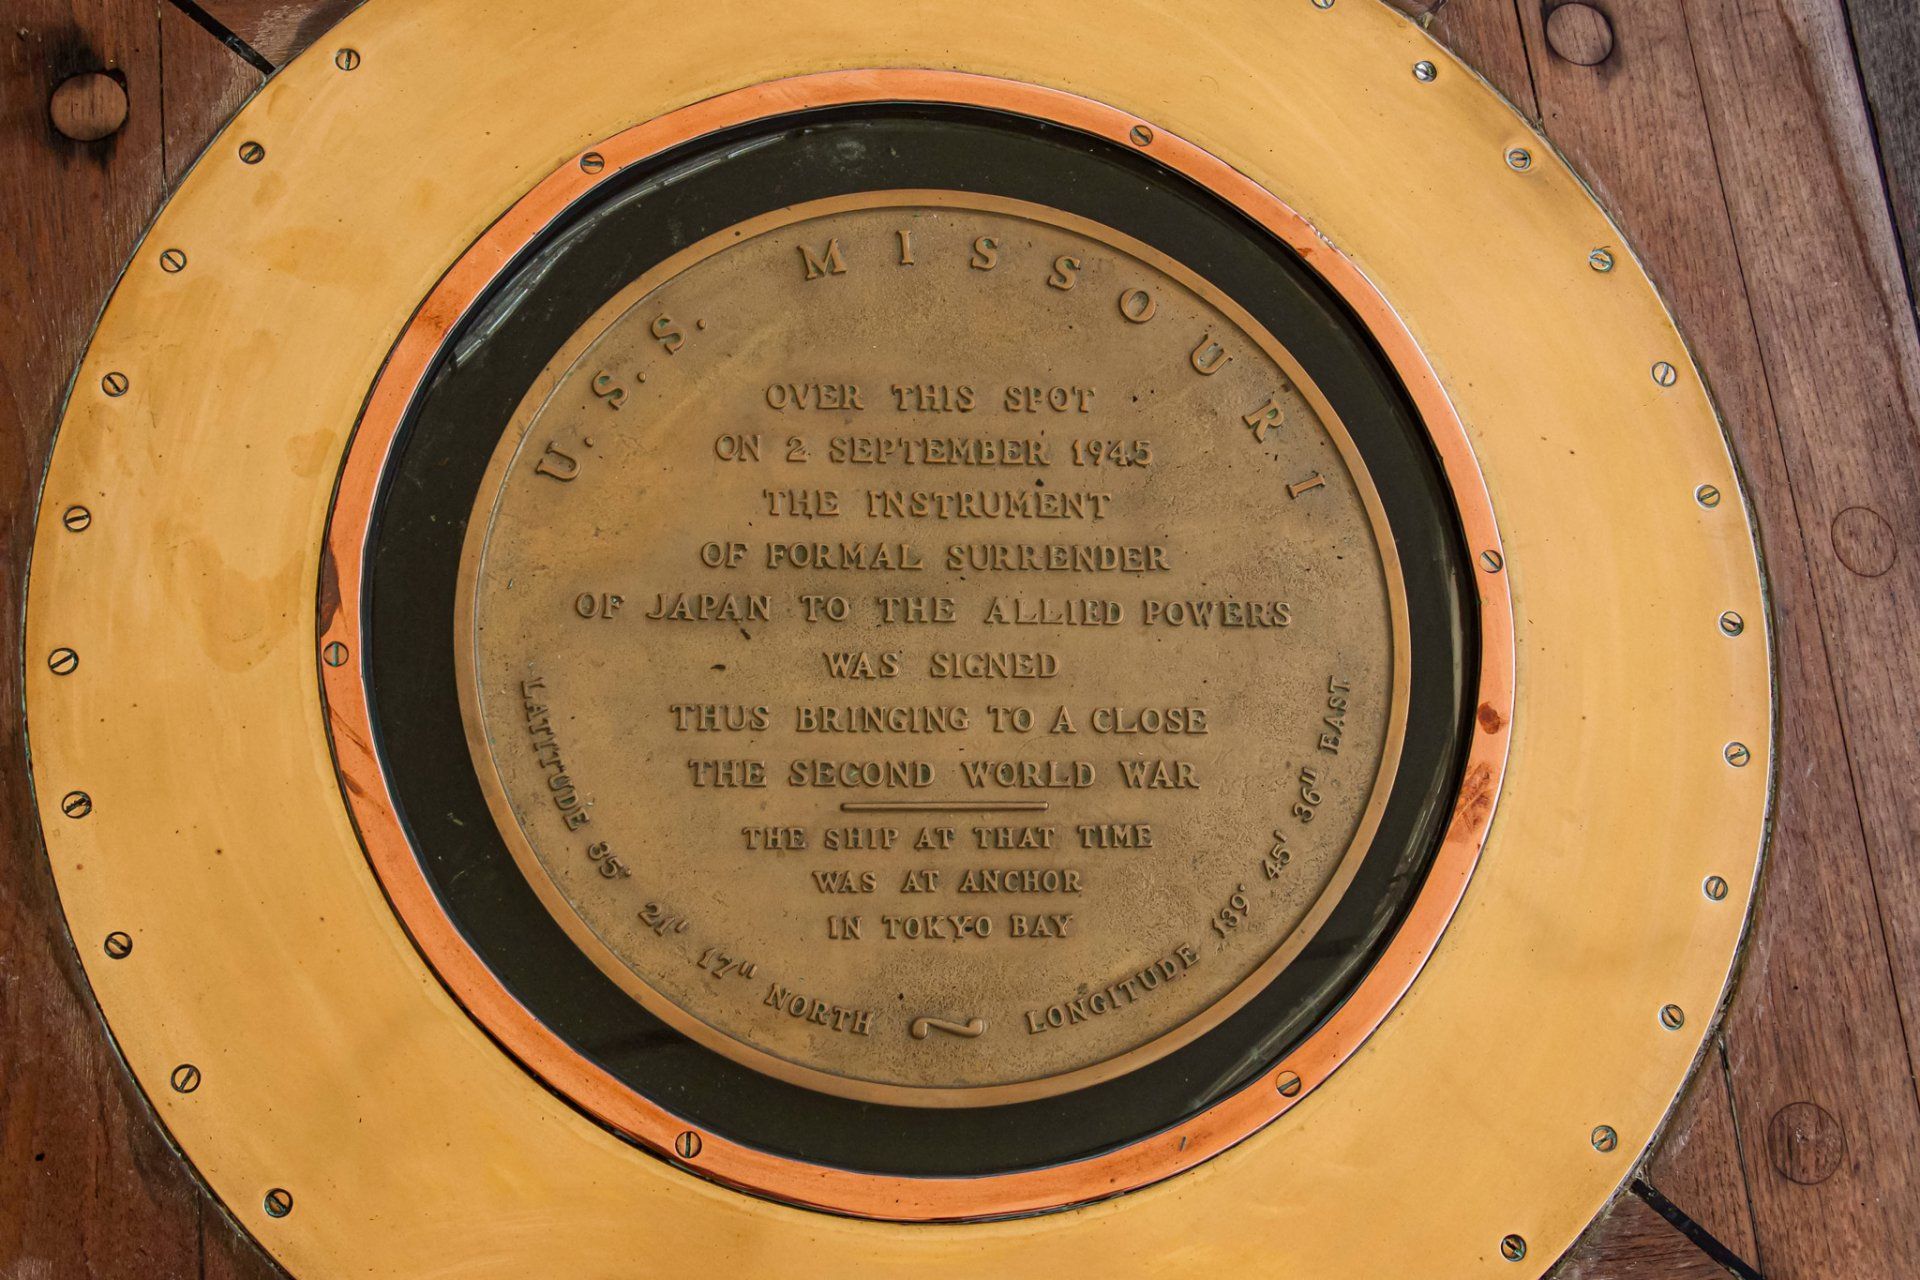 U.S.S. MISSOURI
OVER THIS SPOT
ON 2 SEPTEMBER 1945
THE INSTRUMENT
OF FORMAL SURRENDER
OF JAPAN TO THE ALLIED POWERS
WAS SIGNED
THUS BRINGING TO A CLOSE
THE SECOND WORLD WAR
THE SHIP AT THAT TIME
WAS AT ANCHOR
IN TOKYO BAY
LATITUDE 35° 21' 17" NORTH ~ LONGITUDE 139° 45' 36" EAST